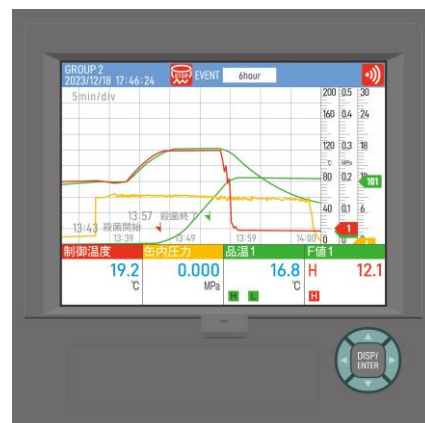 GROUP 2
2023/12/18 17:46:24
STOP
EVENT
6hour
5min/div
200 0.5 30
160 0.4 24
120 0.3 18
℃ MPa
80 0.2
101
40 0.1 6
1
0 0
13:57 殺菌終了
13:43 殺菌開始
13:39 13:49 13:59 14:00
制御温度 缶内圧力 品温1 F値1
19.2 0.000 16.8 H 12.1
℃ MPa ℃
H L H
DISP/
ENTER